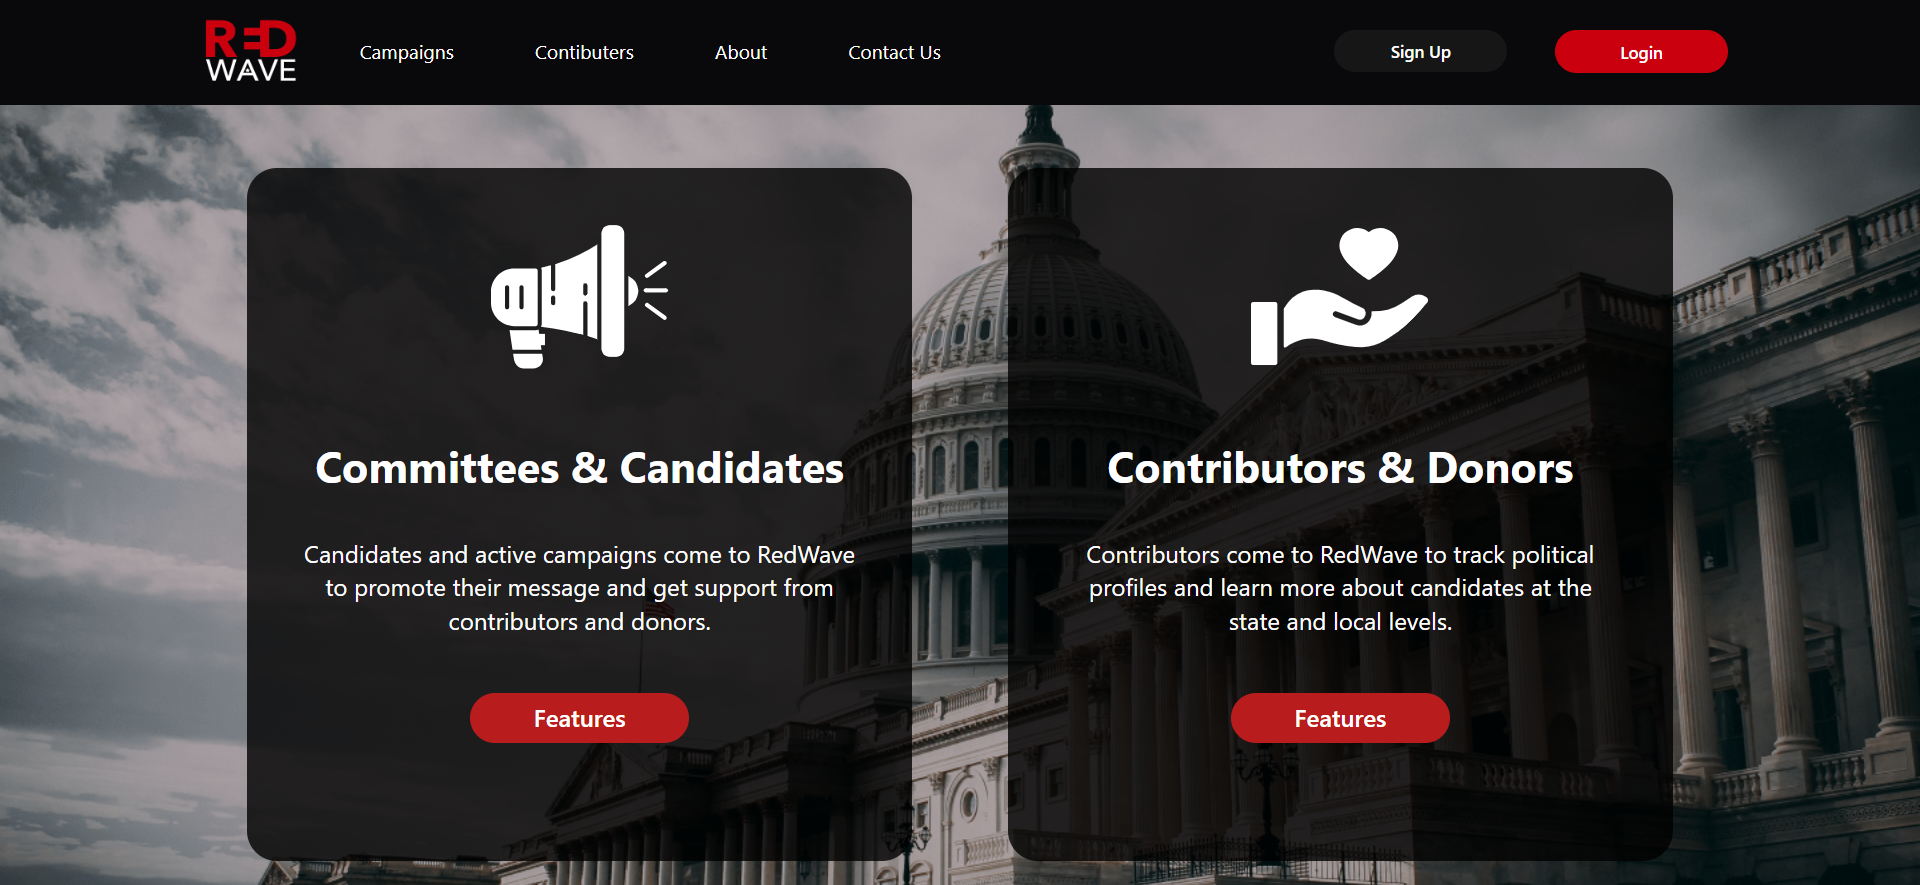 RED
WAVE
Campaigns
Contibuters
About
Contact Us
Sign Up
Login
Committees & Candidates
Candidates and active campaigns come to RedWave
to promote their message and get support from
contributors and donors.
Features
Contributors & Donors
Contributors come to RedWave to track political
profiles and learn more about candidates at the
state and local levels.
Features